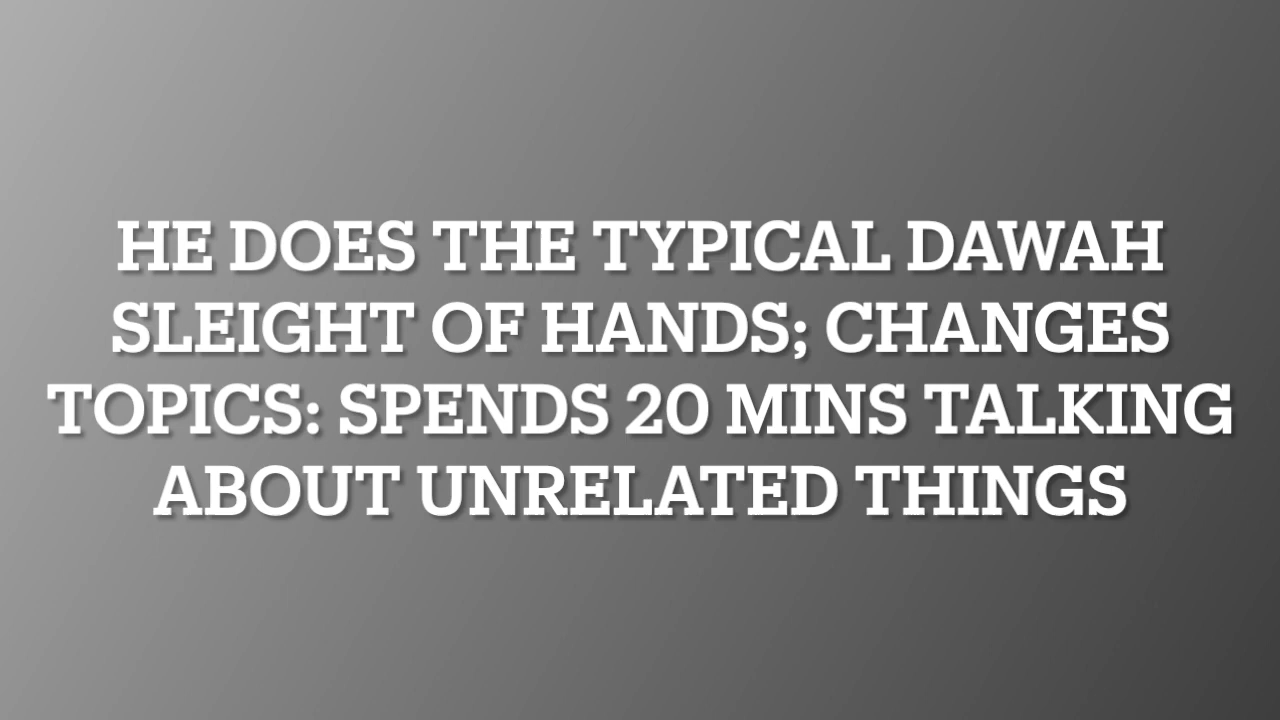 HE DOES THE TYPICAL DAWAH
SLEIGHT OF HANDS; CHANGES
TOPICS: SPENDS 20 MINS TALKING
ABOUT UNRELATED THINGS